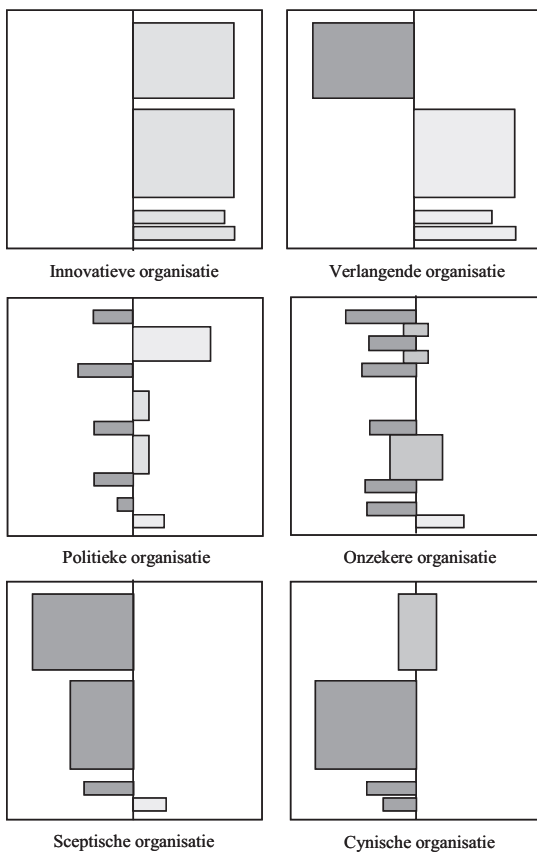 Innovatieve organisatie
Verlangende organisatie
Politieke organisatie
Onzekere organisatie
Sceptische organisatie
Cynische organisatie